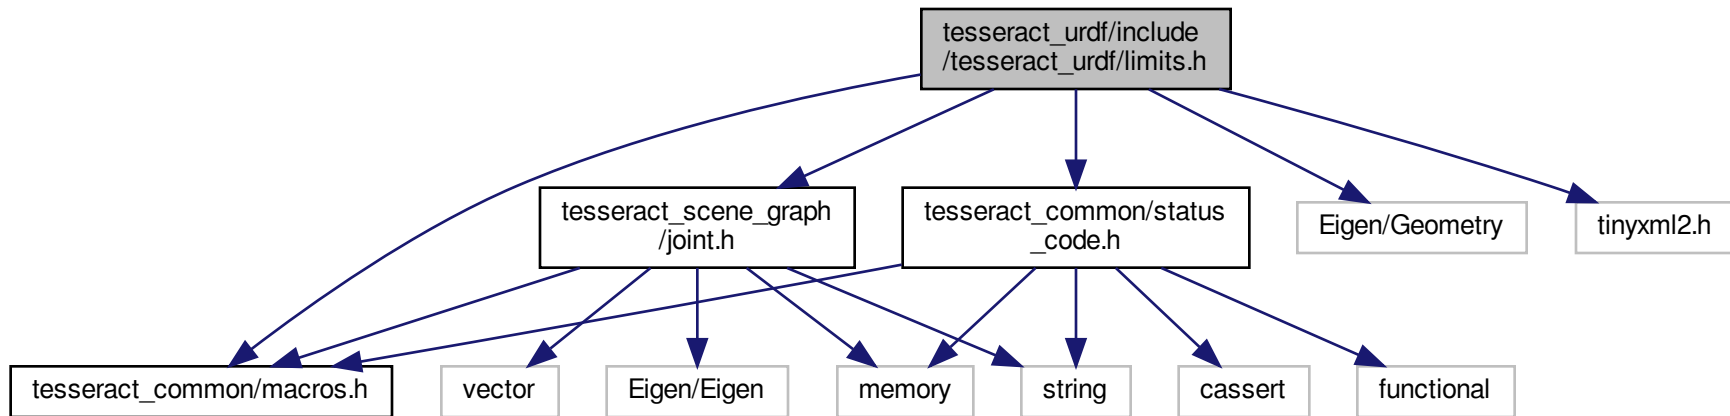 tesseract_urdf/include
/tesseract_urdf/limits.h
tesseract_scene_graph
/joint.h
tesseract_common/status
_code.h
Eigen/Geometry
tinyxml2.h
tesseract_common/macros.h
vector
Eigen/Eigen
memory
string
cassert
functional